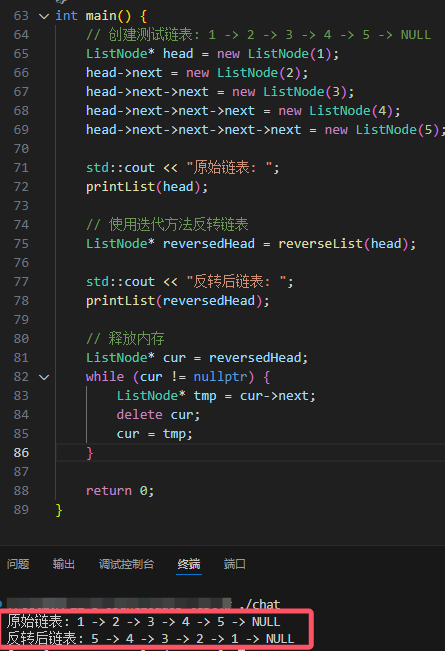 63 int main() {
64 // 创建测试链表: 1 -> 2 -> 3 -> 4 -> 5 -> NULL
65 ListNode* head = new ListNode(1);
66 head->next = new ListNode(2);
67 head->next->next = new ListNode(3);
68 head->next->next->next = new ListNode(4);
69 head->next->next->next->next = new ListNode(5);
70
71 std::cout << "原始链表: ";
72 printList(head);
73
74 // 使用迭代方法反转链表
75 ListNode* reversedHead = reverseList(head);
76
77 std::cout << "反转后链表: ";
78 printList(reversedHead);
79
80 // 释放内存
81 ListNode* cur = reversedHead;
82 while (cur != nullptr) {
83 ListNode* tmp = cur->next;
84 delete cur;
85 cur = tmp;
86 }
87
88 return 0;
89 }
问题 输出 调试控制台 终端 端口
./chat
原始链表: 1 -> 2 -> 3 -> 4 -> 5 -> NULL
反转后链表: 5 -> 4 -> 3 -> 2 -> 1 -> NULL